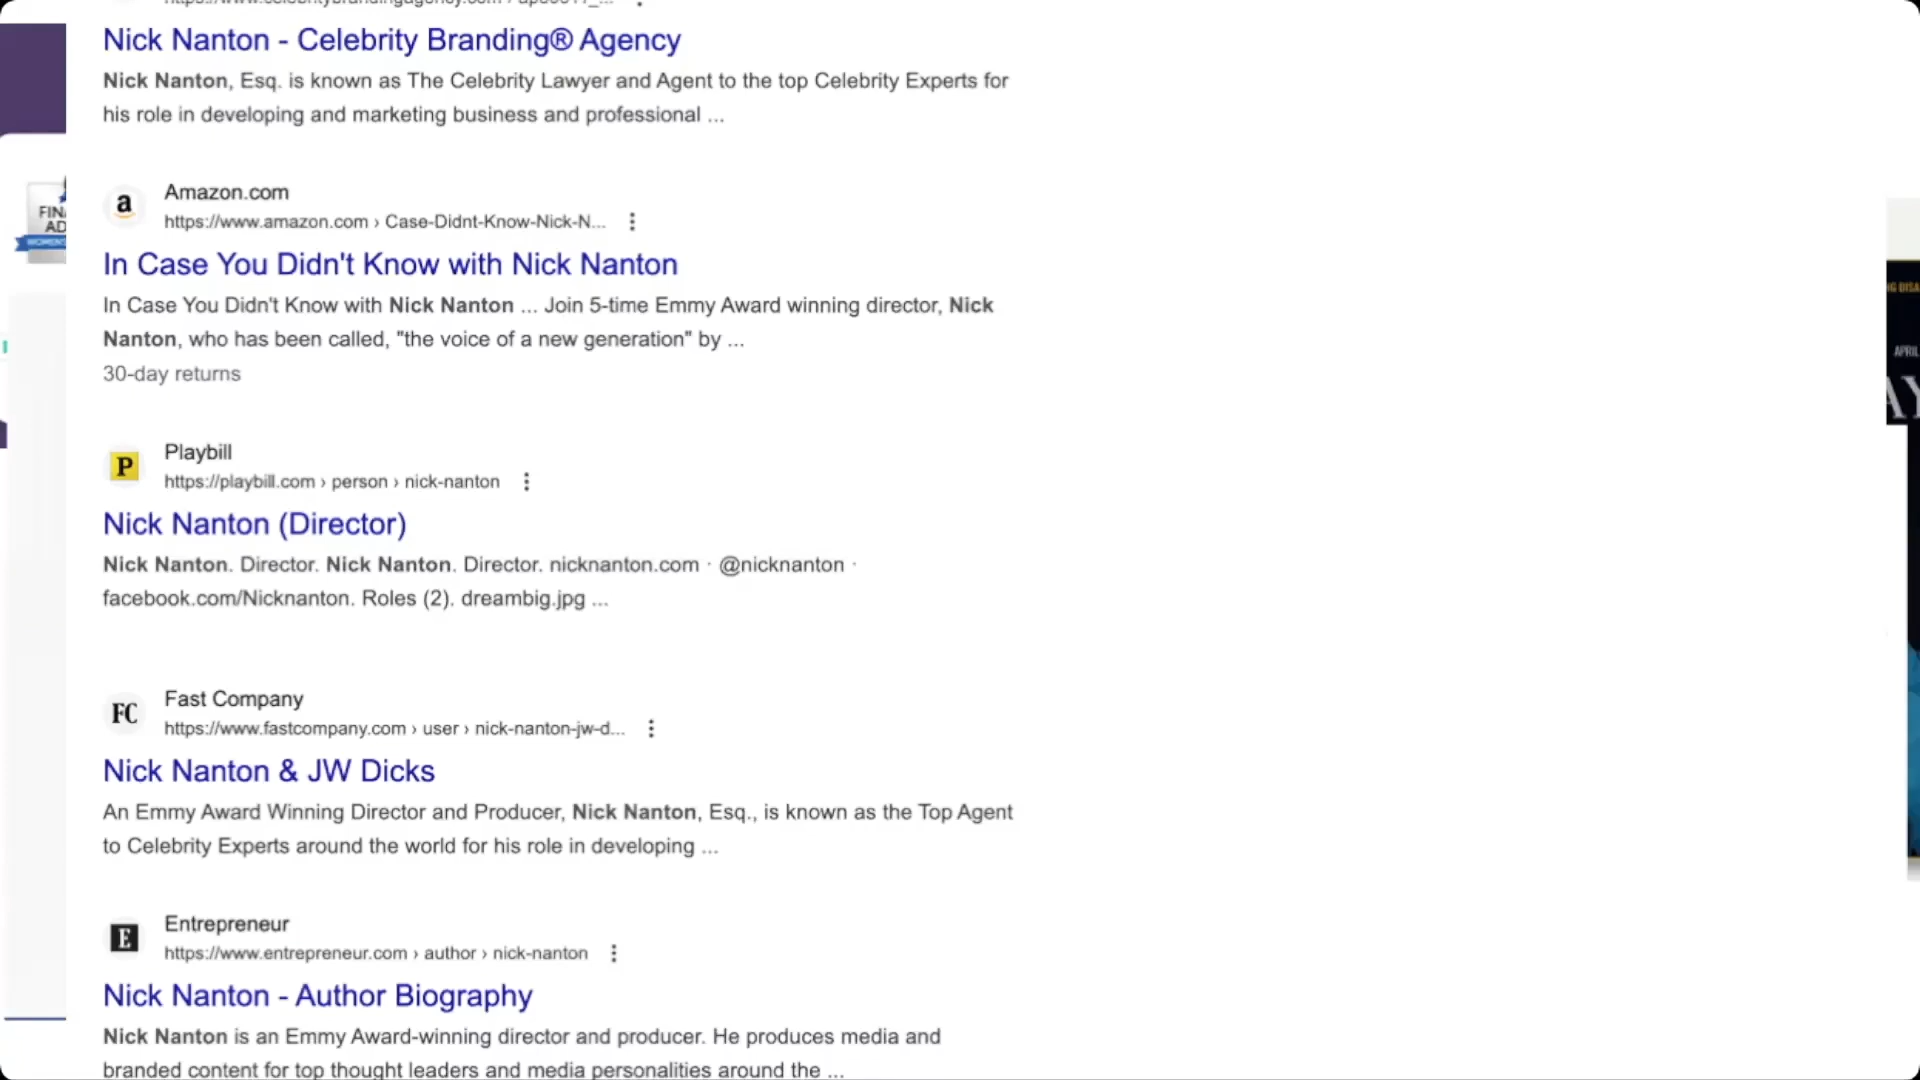 Nick Nanton - Celebrity Branding® Agency
Nick Nanton, Esq. is known as The Celebrity Lawyer and Agent to the top Celebrity Experts for
his role in developing and marketing business and professional ...
Amazon.com
https://www.amazon.com › Case-Didnt-Know-Nick-N...
In Case You Didn't Know with Nick Nanton
In Case You Didn't Know with Nick Nanton ... Join 5-time Emmy Award winning director, Nick
Nanton, who has been called, "the voice of a new generation" by ...
30-day returns
Playbill
https://playbill.com › person › nick-nanton
Nick Nanton (Director)
Nick Nanton. Director. Nick Nanton. Director. nicknanton.com · @nicknanton ·
facebook.com/Nicknanton. Roles (2). dreambig.jpg ...
Fast Company
https://www.fastcompany.com › user › nick-nanton-jw-d...
Nick Nanton & JW Dicks
An Emmy Award Winning Director and Producer, Nick Nanton, Esq., is known as the Top Agent
to Celebrity Experts around the world for his role in developing ...
Entrepreneur
https://www.entrepreneur.com › author › nick-nanton
Nick Nanton - Author Biography
Nick Nanton is an Emmy Award-winning director and producer. He produces media and
branded content for top thought leaders and media personalities around the ...
a
P
FC
E
FIN
AD
APRIL